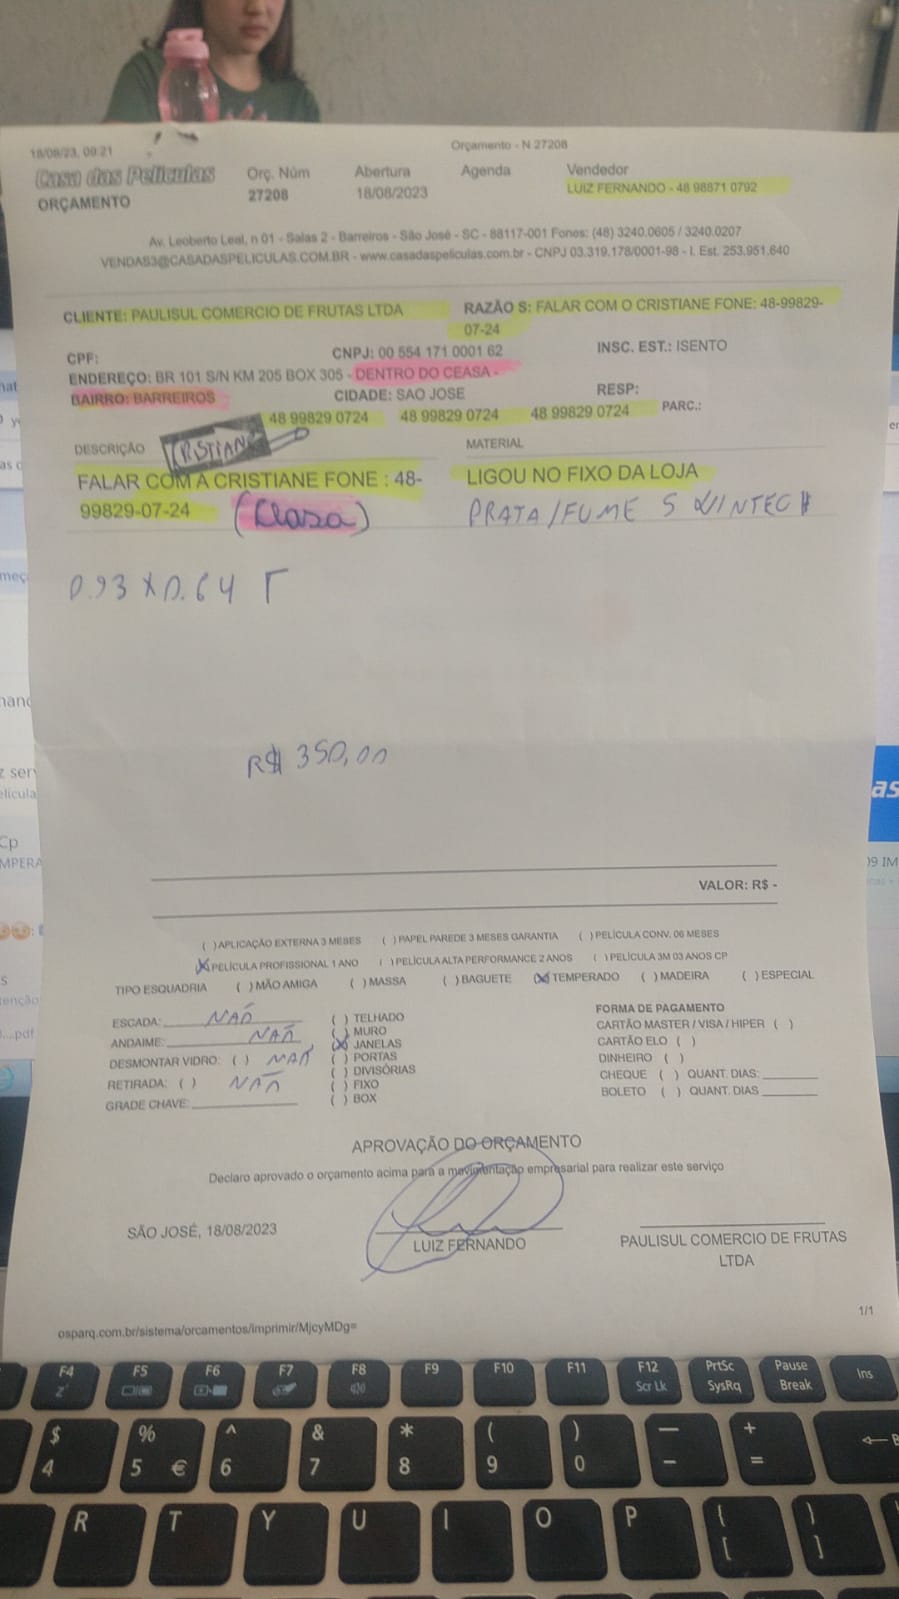 18/08/23, 09:21
Orçamento - N 27208
Casa das Películas
Orç. Núm
Abertura
Agenda
Vendedor
ORÇAMENTO
27208
18/08/2023
LUIZ FERNANDO - 48 98871 0792
Av. Leoberto Leal, n 01 - Salas 2 - Barreiros - São José - SC - 88117-001 Fones: (48) 3240.0605 / 3240.0207
VENDAS3@CASADASPELICULAS.COM.BR - www.casadaspeliculas.com.br - CNPJ 03.319.178/0001-98 - I. Est. 253.951.640
CLIENTE: PAULISUL COMERCIO DE FRUTAS LTDA
RAZÃO S: FALAR COM O CRISTIANE FONE: 48-99829-
07-24
CPF:
CNPJ: 00 554 171 0001 62
INSC. EST.: ISENTO
ENDEREÇO: BR 101 S/N KM 205 BOX 305 - DENTRO DO CEASA -
RESP:
BAIRRO: BARREIROS
CIDADE: SAO JOSE
48 99829 0724
48 99829 0724
48 99829 0724
PARC.:
DESCRIÇÃO
MATERIAL
FALAR COM A CRISTIANE FONE : 48-
99829-07-24
(Ceasa)
LIGOU NO FIXO DA LOJA
PRATA/FUME 5
0.93 X 0.64
R$ 350,00
VALOR: R$ -
( )APLICAÇÃO EXTERNA 3 MESES ( )PAPEL PAREDE 3 MESES GARANTIA ( )PELÍCULA CONV. 06 MESES
(X)PELÍCULA PROFISSIONAL 1 ANO ( )PELÍCULA ALTA PERFORMANCE 2 ANOS ( )PELÍCULA 3M 03 ANOS CP
TIPO ESQUADRIA ( )MÃO AMIGA ( )MASSA ( )BAGUETE (X)TEMPERADO ( )MADEIRA ( )ESPECIAL
ESCADA: NAÕ
ANDAIME: NAÕ
DESMONTAR VIDRO: ( ) NAÕ
RETIRADA: ( ) NAÕ
GRADE CHAVE:
( ) TELHADO
( ) MURO
(X) JANELAS
( ) PORTAS
( ) DIVISÓRIAS
( ) FIXO
( ) BOX
FORMA DE PAGAMENTO
CARTÃO MASTER / VISA / HIPER ( )
CARTÃO ELO ( )
DINHEIRO ( )
CHEQUE ( ) QUANT. DIAS:
BOLETO ( ) QUANT. DIAS
APROVAÇÃO DO ORÇAMENTO
Declaro aprovado o orçamento acima para a movimentação empresarial para realizar este serviço
SÃO JOSÉ, 18/08/2023
LUIZ FERNANDO
PAULISUL COMERCIO DE FRUTAS
LTDA
1/1
osparq.com.br/sistema/orcamentos/imprimir/MjcyMDg=
F4 F5 F6 F7 F8 F9 F10 F11 F12 PrtSc Pause Ins
Scr Lk SysRq Break
$ % ^ & * ( ) — +
4 5 € 6 7 8 9 0 - =
R T Y U I O P { }
[ ]